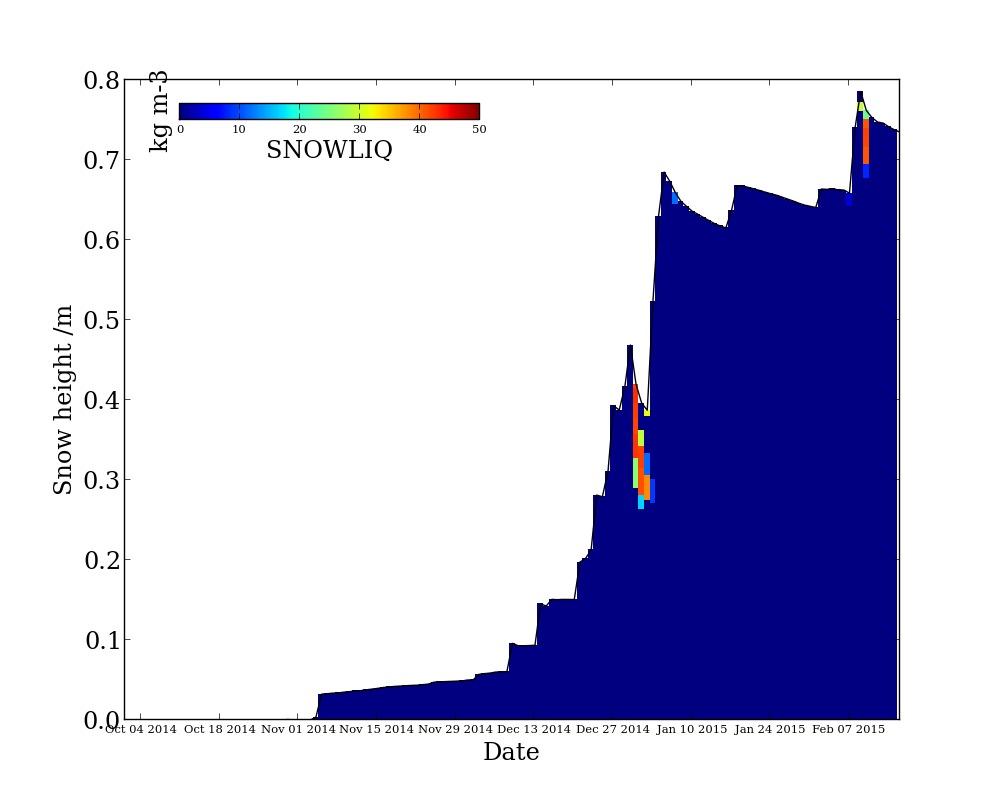 0.8
0.7
0.6
0.5
0.4
0.3
0.2
0.1
0.0
Snow height /m
kg m-3
0 10 20 30 40 50
SNOWLIQ
Oct 04 2014 Oct 18 2014 Nov 01 2014 Nov 15 2014 Nov 29 2014 Dec 13 2014 Dec 27 2014 Jan 10 2015 Jan 24 2015 Feb 07 2015
Date